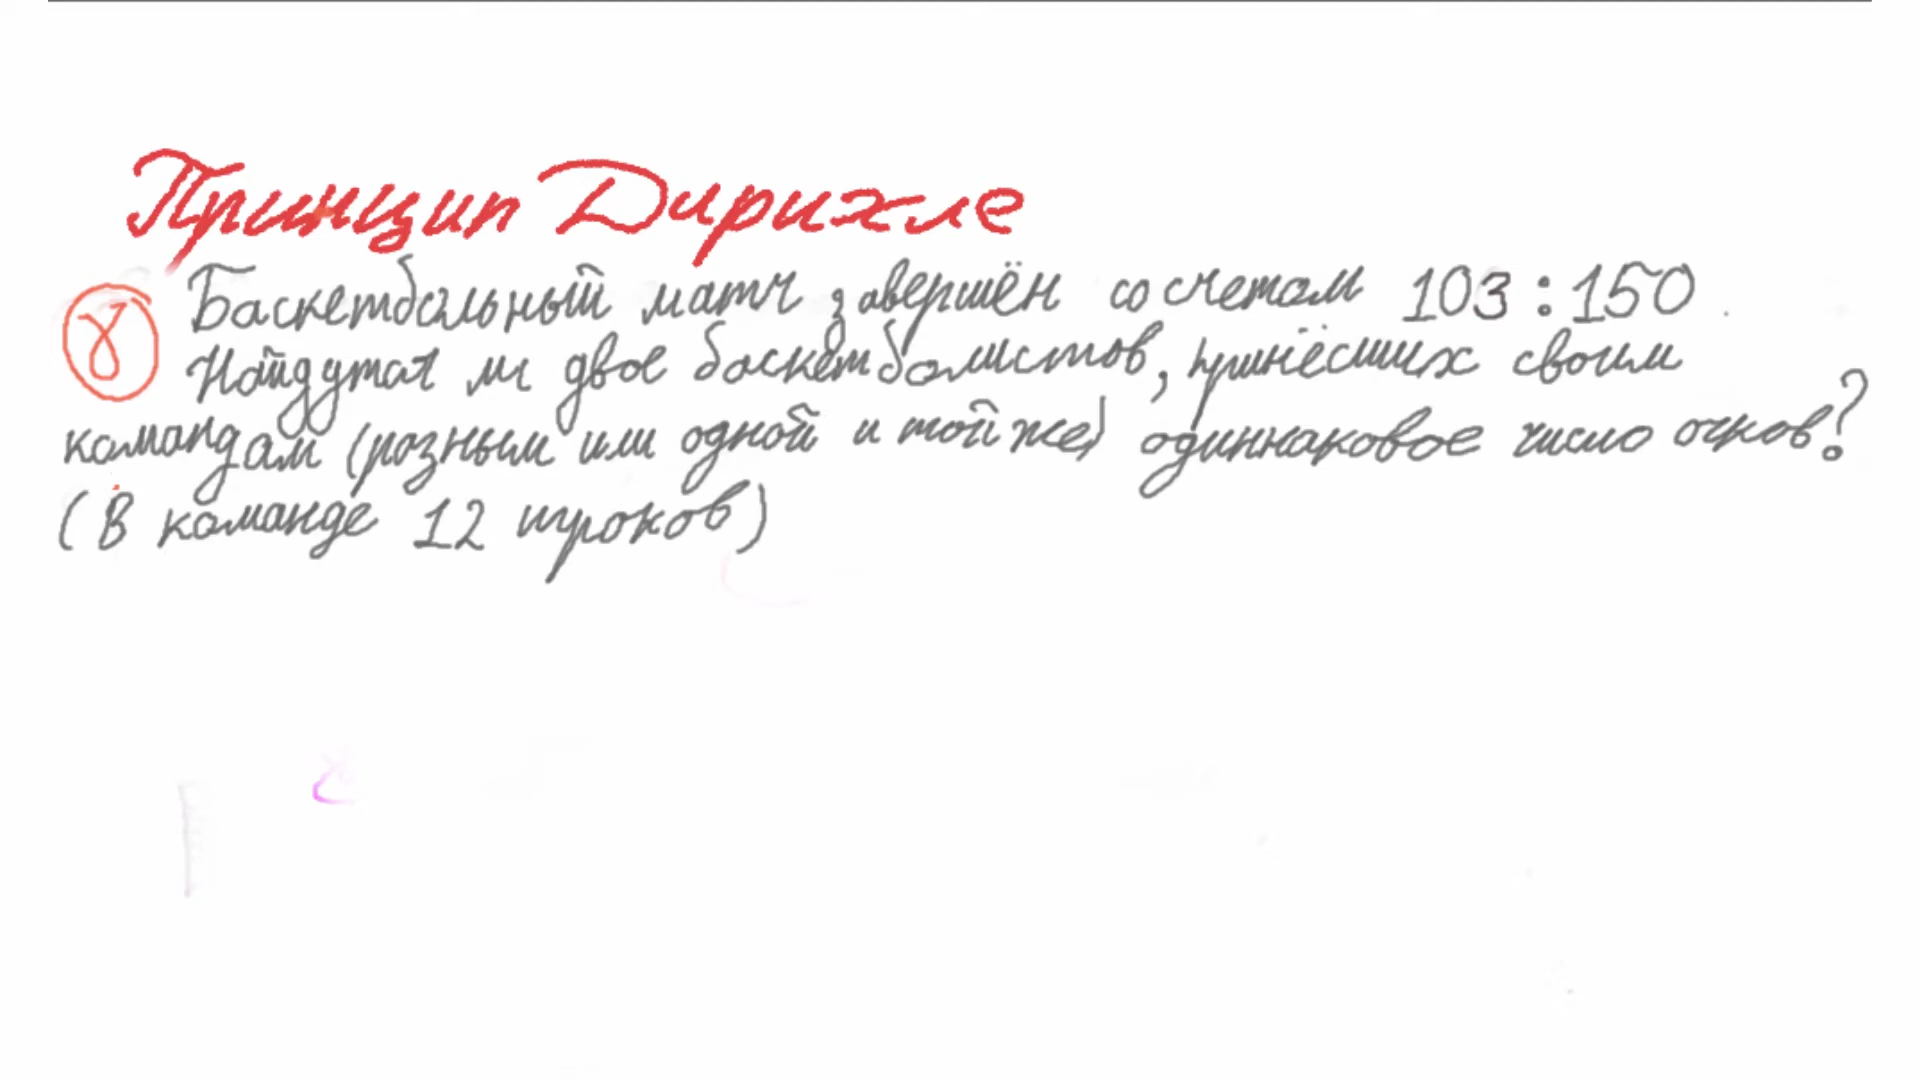 Принцип Дирихле
8 Баскетбольный матч завершён со счетом 103 : 150
Найдутся ли двое баскетболистов, принёсших своим
командам (разным или одной и той же) одиннаковое число очков?
(В команде 12 игроков)